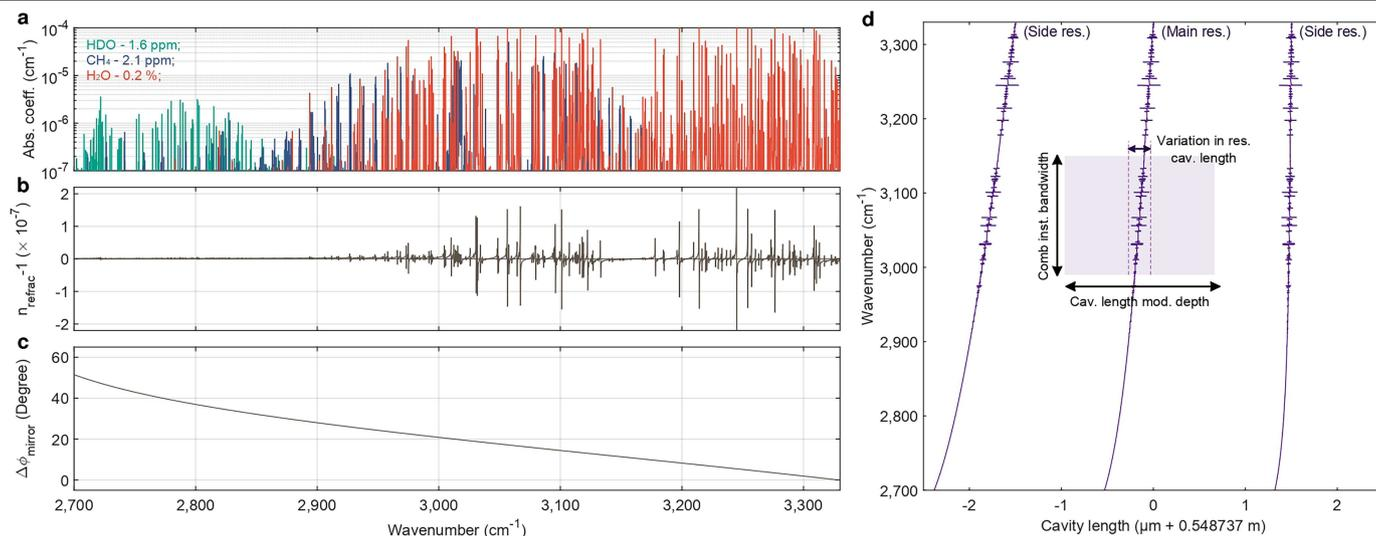 a
10⁻⁴
10⁻⁵
10⁻⁶
10⁻⁷
Abs. coeff. (cm⁻¹)
HDO - 1.6 ppm;
CH₄ - 2.1 ppm;
H₂O - 0.2 %;
b
2
1
0
-1
-2
n_refrac-1 (× 10⁻⁷)
c
60
40
20
0
Δϕ_mirror (Degree)
2,700
2,800
2,900
3,000
3,100
3,200
3,300
Wavenumber (cm⁻¹)
d
(Side res.)
(Main res.)
(Side res.)
3,300
3,200
3,100
3,000
2,900
2,800
2,700
Wavenumber (cm⁻¹)
Variation in res.
cav. length
Comb inst. bandwidth
Cav. length mod. depth
-2
-1
0
1
2
Cavity length (μm + 0.548737 m)